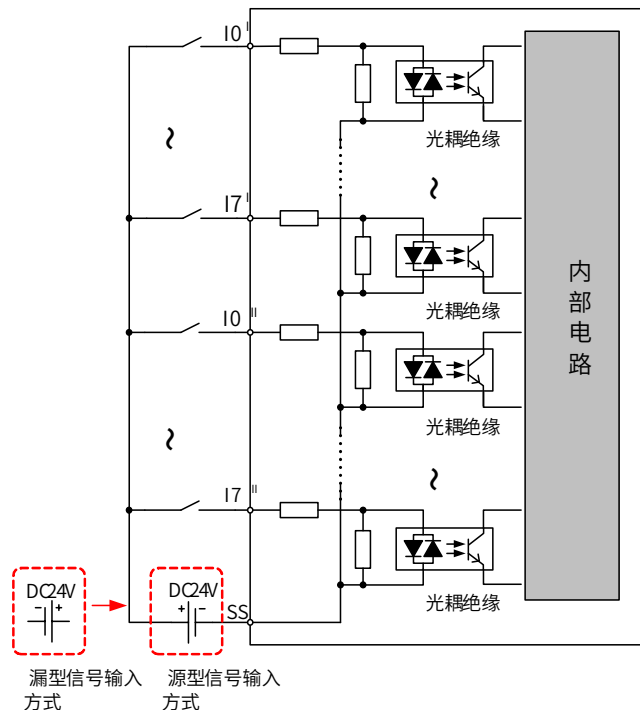 I0 I
光耦绝缘
I7 I
光耦绝缘
内部电路
I0 II
光耦绝缘
I7 II
光耦绝缘
DC24V
- +
DC24V
+ -
SS
漏型信号输入
方式
源型信号输入
方式